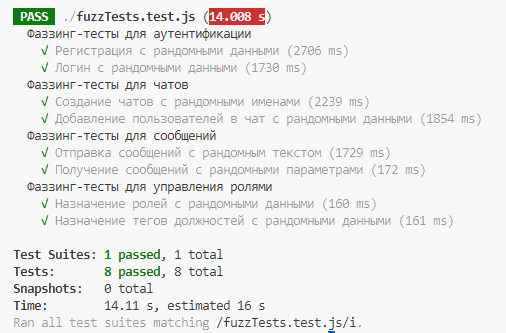 PASS ./fuzzTests.test.js (14.008 s)
Фаззинг-тесты для аутентификации
√ Регистрация с рандомными данными (2706 ms)
√ Логин с рандомными данными (1730 ms)
Фаззинг-тесты для чатов
√ Создание чатов с рандомными именами (2239 ms)
√ Добавление пользователей в чат с рандомными данными (1854 ms)
Фаззинг-тесты для сообщений
√ Отправка сообщений с рандомным текстом (1729 ms)
√ Получение сообщений с рандомными параметрами (172 ms)
Фаззинг-тесты для управления ролями
√ Назначение ролей с рандомными данными (160 ms)
√ Назначение тегов должностей с рандомными данными (161 ms)
Test Suites: 1 passed, 1 total
Tests: 8 passed, 8 total
Snapshots: 0 total
Time: 14.11 s, estimated 16 s
Ran all test suites matching /fuzzTests.test.js/i.